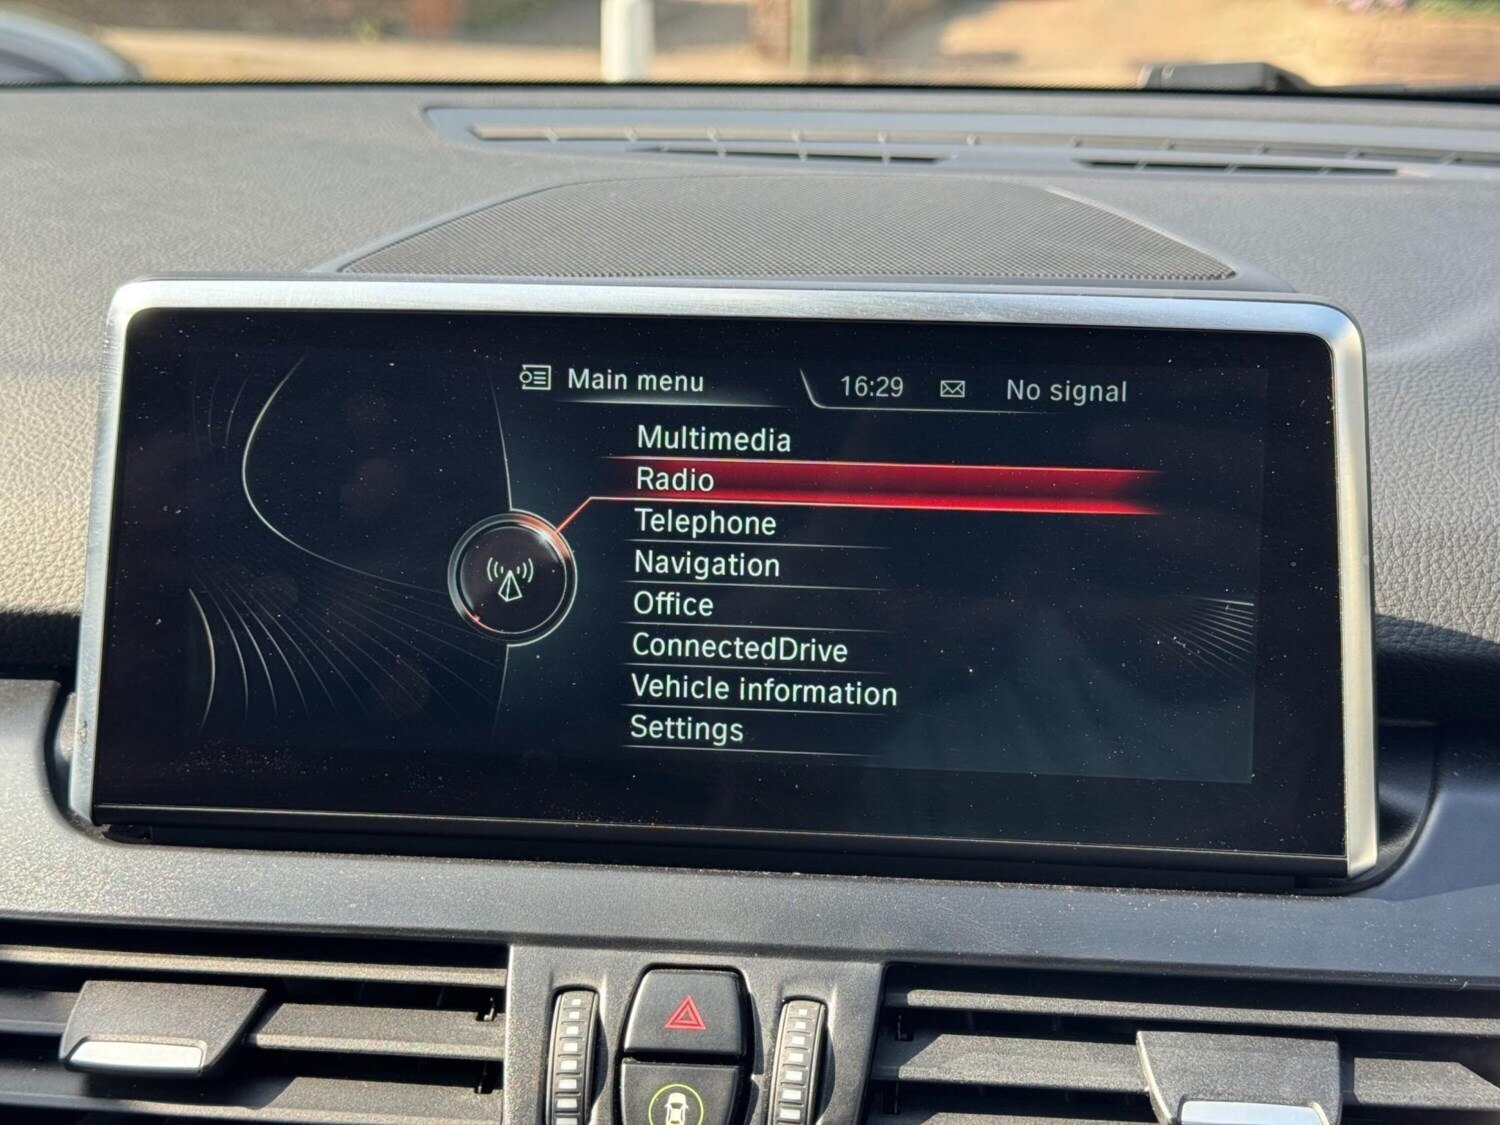 Main menu 16:29 No signal
Multimedia
Radio
Telephone
Navigation
Office
ConnectedDrive
Vehicle information
Settings